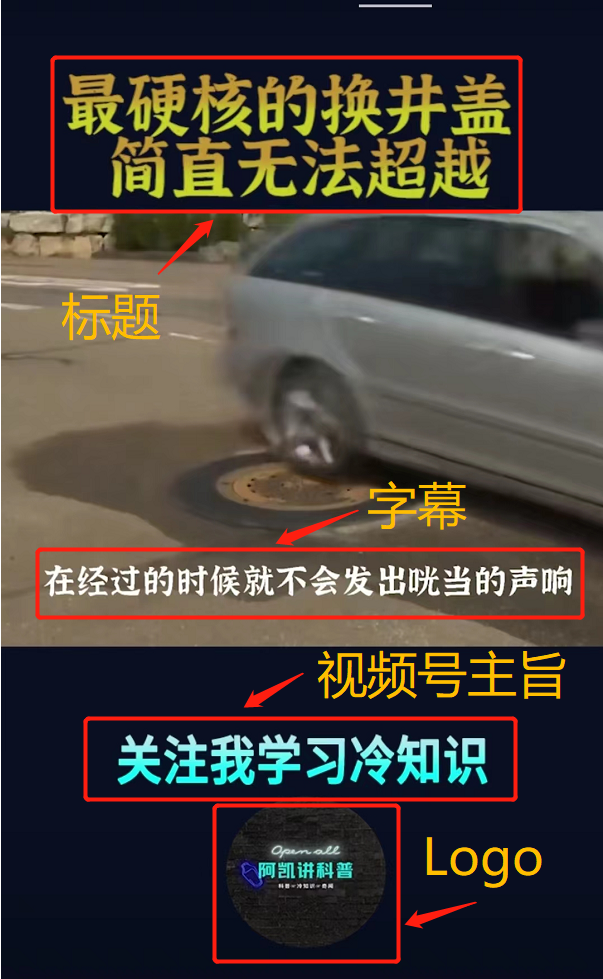 最硬核的换井盖
简直无法超越
标题
字幕
在经过的时候就不会发出咣当的声响
视频号主旨
关注我学习冷知识
Open all
阿凯讲科普
科普·冷知识·奇闻
Logo